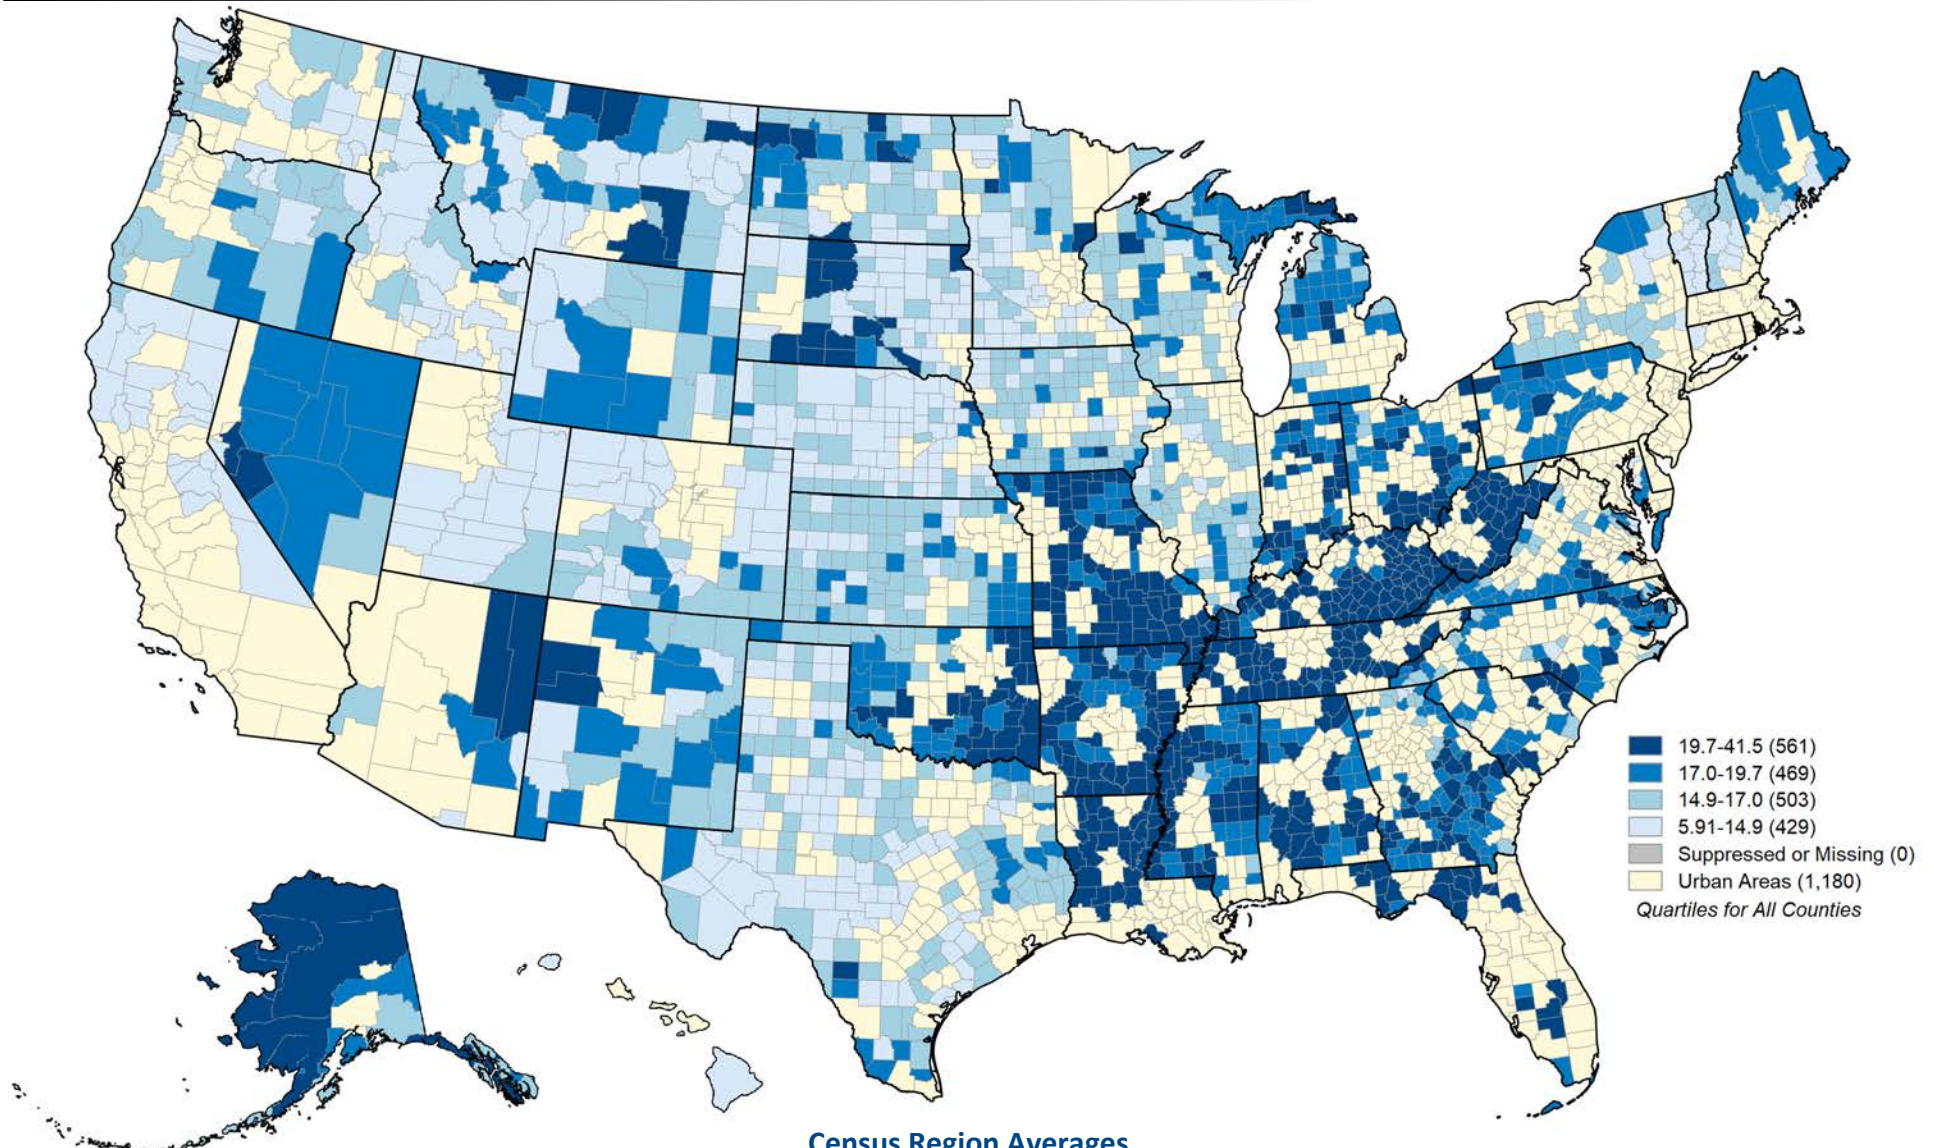 19.7-41.5 (561)
17.0-19.7 (469)
14.9-17.0 (503)
5.91-14.9 (429)
Suppressed or Missing (0)
Urban Areas (1,180)
Quartiles for All Counties
Census Region Averages